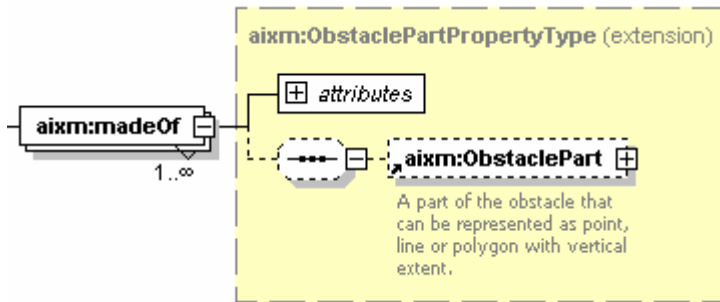 aixm:ObstaclePartPropertyType (extension)
attributes
aixm:madeOf
1..∞
aixm:ObstaclePart
A part of the obstacle that
can be represented as point,
line or polygon with vertical
extent.